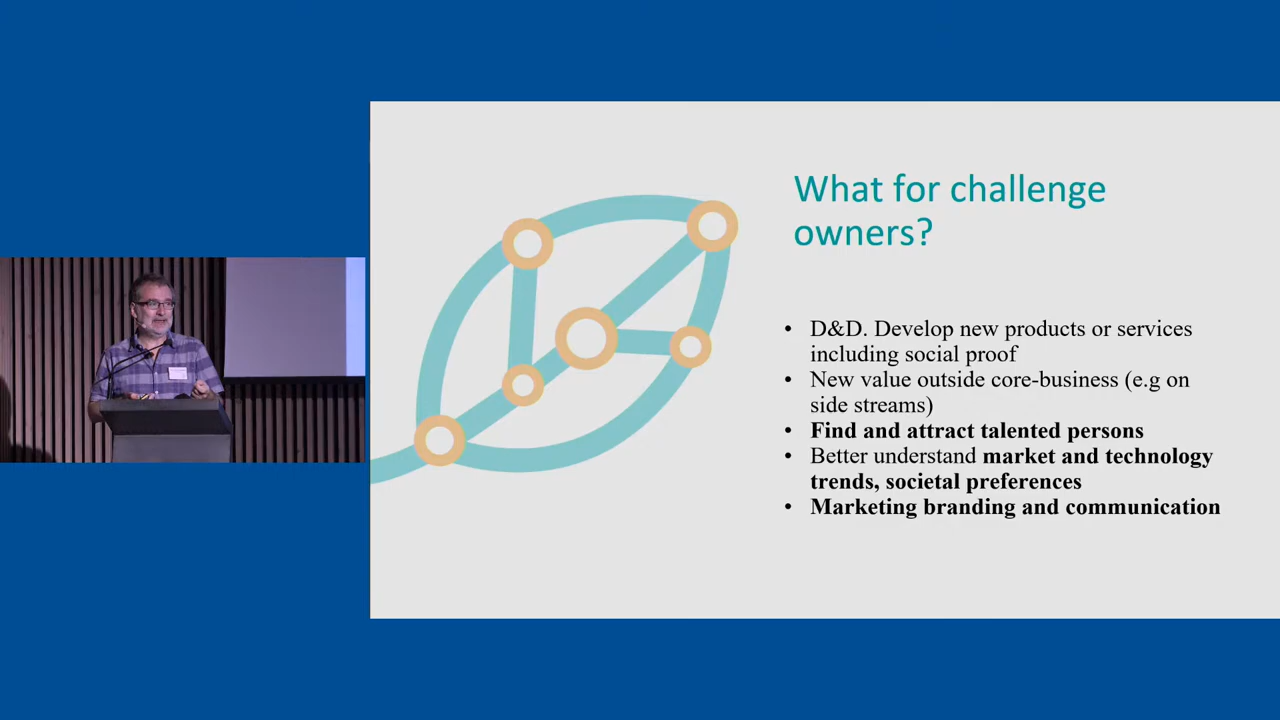 What for challenge
owners?
• D&D. Develop new products or services
including social proof
• New value outside core-business (e.g on
side streams)
• Find and attract talented persons
• Better understand market and technology
trends, societal preferences
• Marketing branding and communication